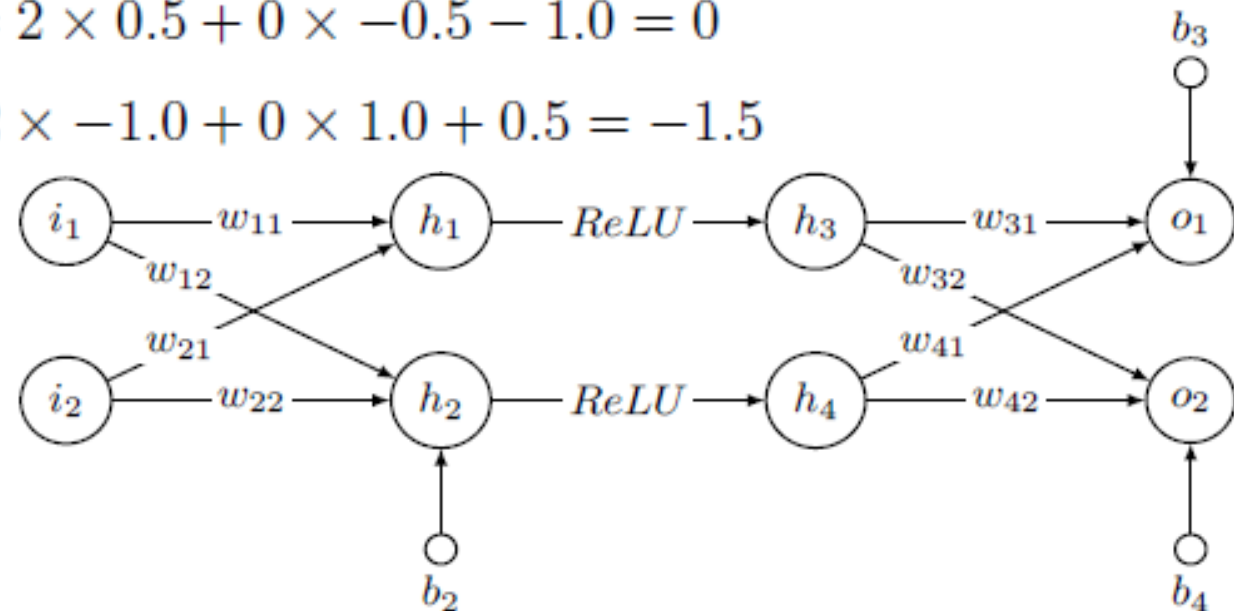 2 × 0.5 + 0 × −0.5 − 1.0 = 0
b₃
× −1.0 + 0 × 1.0 + 0.5 = −1.5
i₁ w₁₁ h₁ ReLU h₃ w₃₁ o₁
w₁₂ w₃₂
w₂₁ w₄₁
i₂ w₂₂ h₂ ReLU h₄ w₄₂ o₂
b₂ b₄